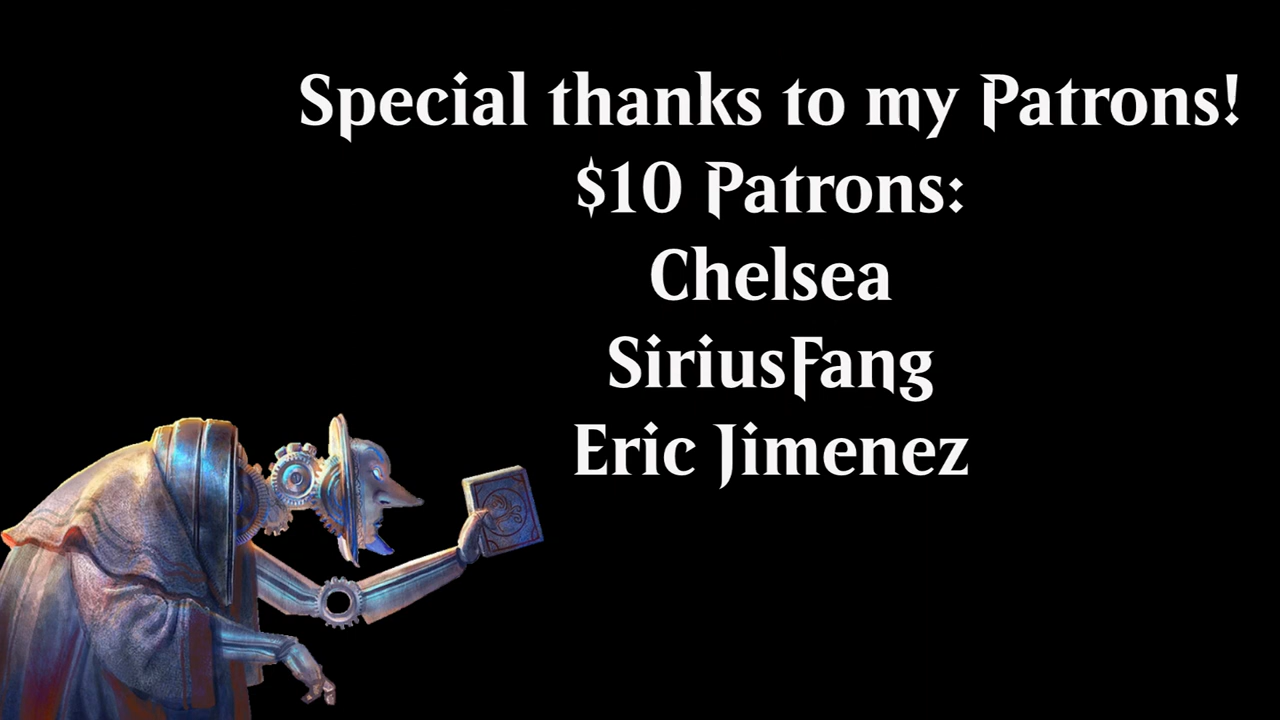 Special thanks to my Patrons!
$10 Patrons:
Chelsea
SiriusFang
Eric Jimenez